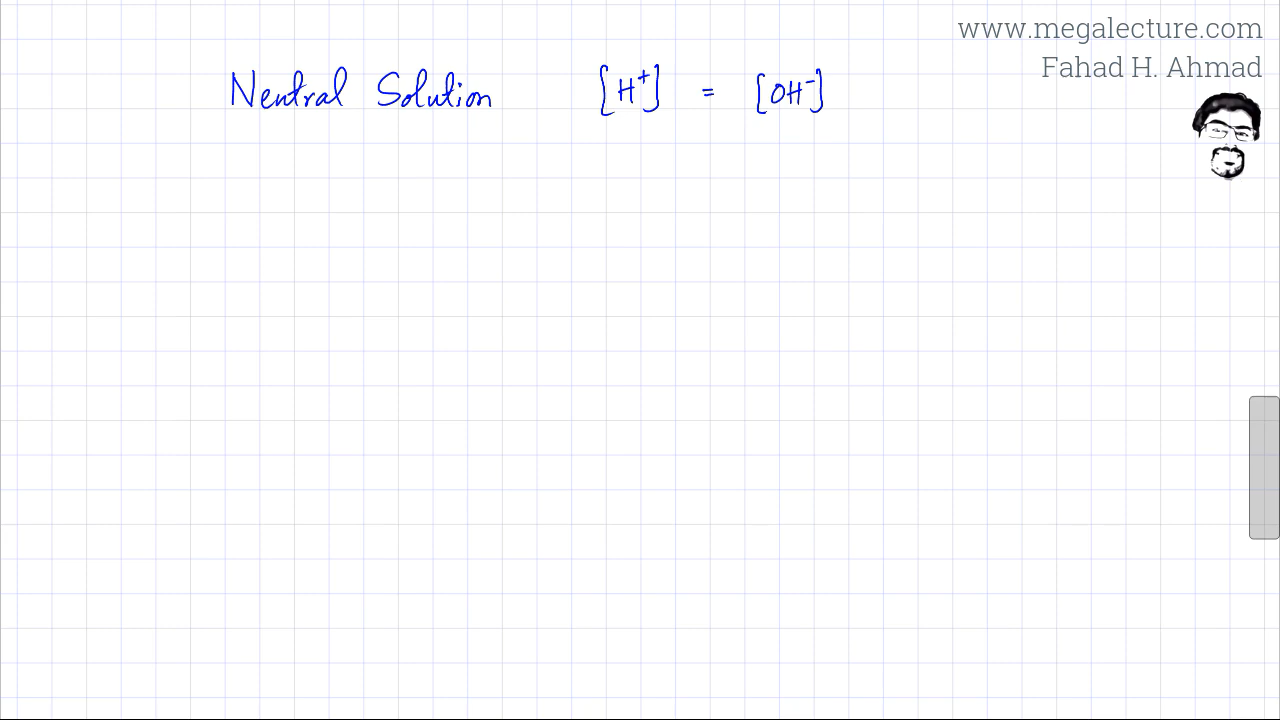 www.megalecture.com
Fahad H. Ahmad
Neutral Solution [H⁺] = [OH⁻]